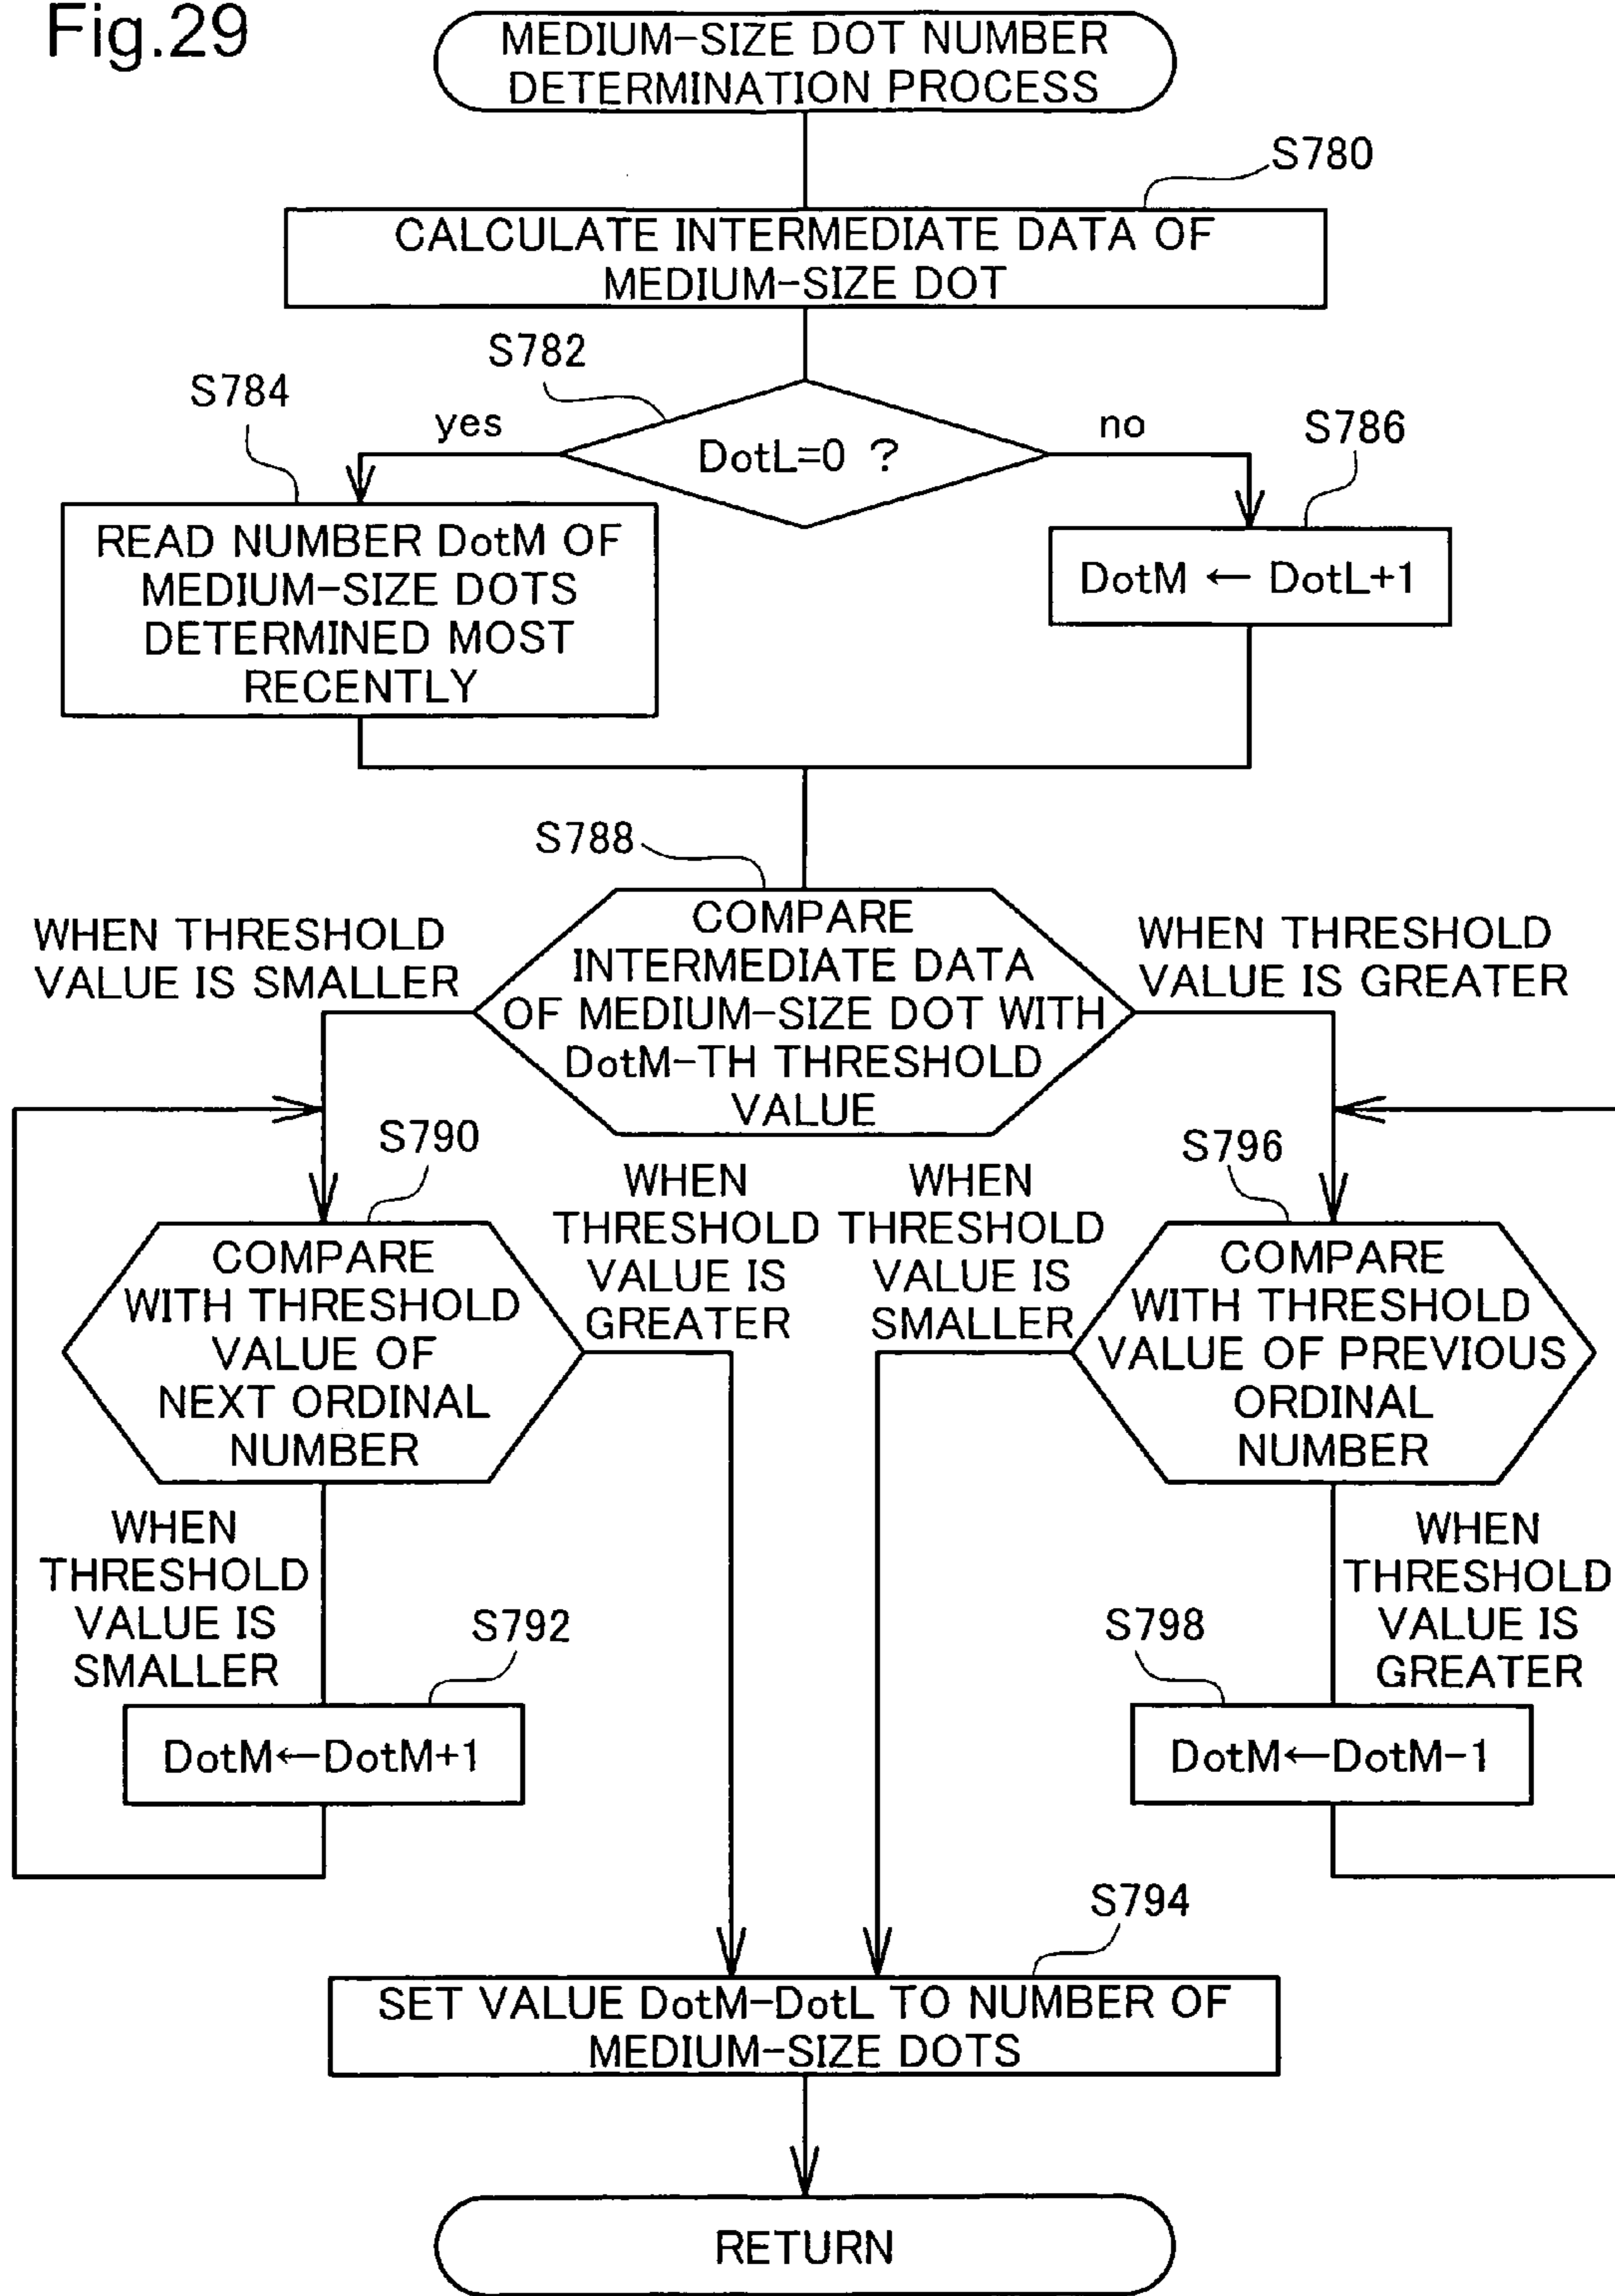 Fig.29
MEDIUM-SIZE DOT NUMBER
DETERMINATION PROCESS
S780
CALCULATE INTERMEDIATE DATA OF
MEDIUM-SIZE DOT
S782
DotL=0 ?
yes
no
S784
READ NUMBER DotM OF
MEDIUM-SIZE DOTS
DETERMINED MOST
RECENTLY
S786
DotM ← DotL+1
S788
COMPARE
INTERMEDIATE DATA
OF MEDIUM-SIZE DOT WITH
DotM-TH THRESHOLD
VALUE
WHEN THRESHOLD
VALUE IS SMALLER
WHEN THRESHOLD
VALUE IS GREATER
S790
COMPARE
WITH THRESHOLD
VALUE OF
NEXT ORDINAL
NUMBER
WHEN
THRESHOLD
VALUE IS
GREATER
WHEN
THRESHOLD
VALUE IS
SMALLER
S796
COMPARE
WITH THRESHOLD
VALUE OF PREVIOUS
ORDINAL
NUMBER
WHEN
THRESHOLD
VALUE IS
SMALLER
S792
DotM←DotM+1
WHEN
THRESHOLD
VALUE IS
GREATER
S798
DotM←DotM-1
S794
SET VALUE DotM-DotL TO NUMBER OF
MEDIUM-SIZE DOTS
RETURN